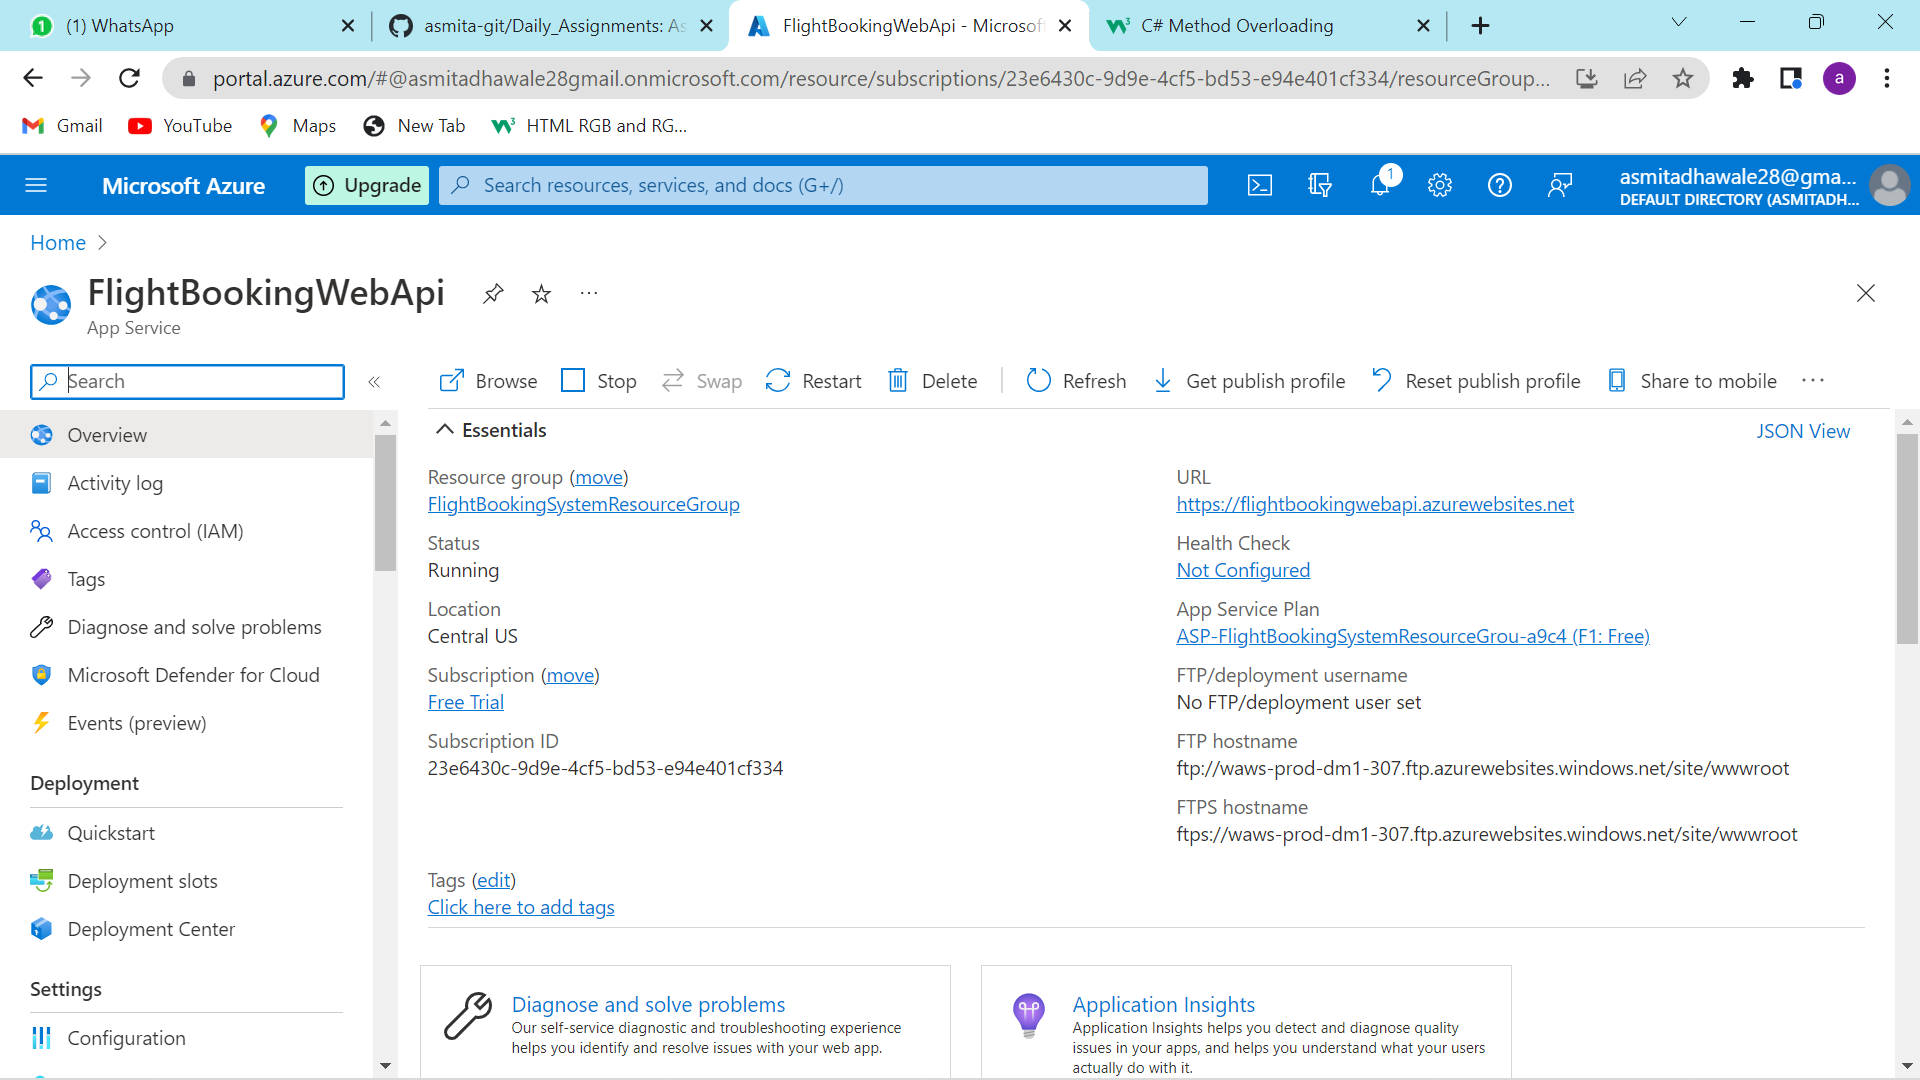 (1) WhatsApp
asmita-git/Daily_Assignments: As
FlightBookingWebApi - Microsoft
C# Method Overloading
portal.azure.com/#@asmitadhawale28gmail.onmicrosoft.com/resource/subscriptions/23e6430c-9d9e-4cf5-bd53-e94e401cf334/resourceGroup...
a
Gmail
YouTube
Maps
New Tab
HTML RGB and RG...
Microsoft Azure
Upgrade
Search resources, services, and docs (G+/)
1
asmitadhawale28@gma...
DEFAULT DIRECTORY (ASMITADH...
Home
FlightBookingWebApi
App Service
Search
Browse
Stop
Swap
Restart
Delete
Refresh
Get publish profile
Reset publish profile
Share to mobile
Overview
Activity log
Access control (IAM)
Tags
Diagnose and solve problems
Microsoft Defender for Cloud
Events (preview)
Deployment
Quickstart
Deployment slots
Deployment Center
Settings
Configuration
Essentials
JSON View
Resource group (move)
FlightBookingSystemResourceGroup
Status
Running
Location
Central US
Subscription (move)
Free Trial
Subscription ID
23e6430c-9d9e-4cf5-bd53-e94e401cf334
URL
https://flightbookingwebapi.azurewebsites.net
Health Check
Not Configured
App Service Plan
ASP-FlightBookingSystemResourceGrou-a9c4 (F1: Free)
FTP/deployment username
No FTP/deployment user set
FTP hostname
ftp://waws-prod-dm1-307.ftp.azurewebsites.windows.net/site/wwwroot
FTPS hostname
ftps://waws-prod-dm1-307.ftp.azurewebsites.windows.net/site/wwwroot
Tags (edit)
Click here to add tags
Diagnose and solve problems
Our self-service diagnostic and troubleshooting experience
helps you identify and resolve issues with your web app.
Application Insights
Application Insights helps you detect and diagnose quality
issues in your apps, and helps you understand what your users
actually do with it.